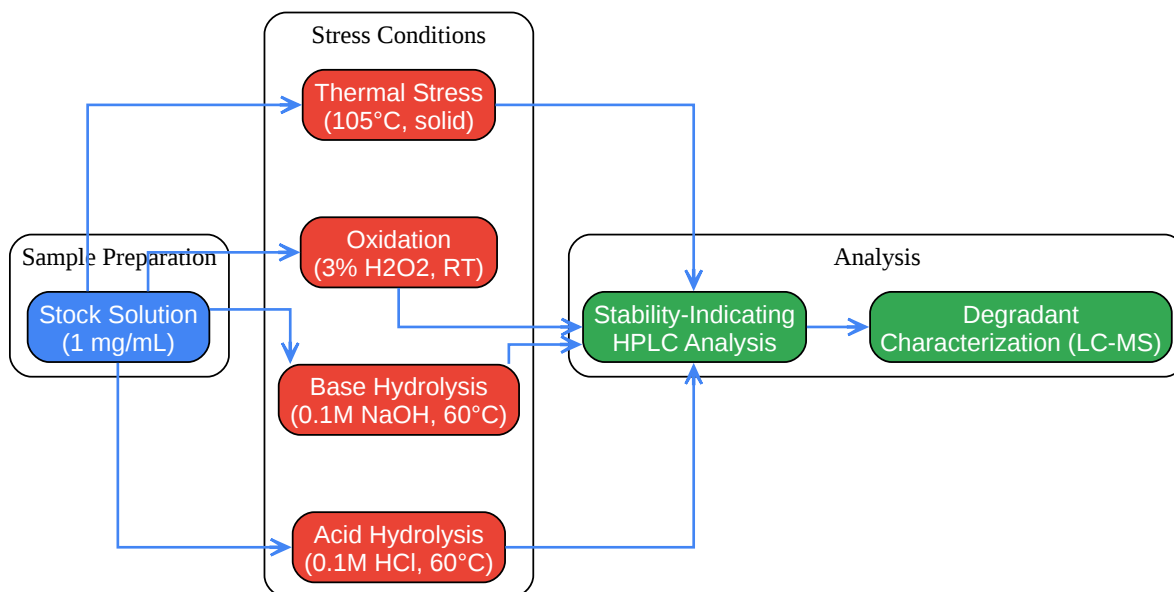 Stress Conditions
Thermal Stress
(105°C, solid)
Oxidation
(3% H2O2, RT)
Base Hydrolysis
(0.1M NaOH, 60°C)
Acid Hydrolysis
(0.1M HCl, 60°C)
Sample Preparation
Stock Solution
(1 mg/mL)
Analysis
Stability-Indicating
HPLC Analysis
Degradant
Characterization (LC-MS)